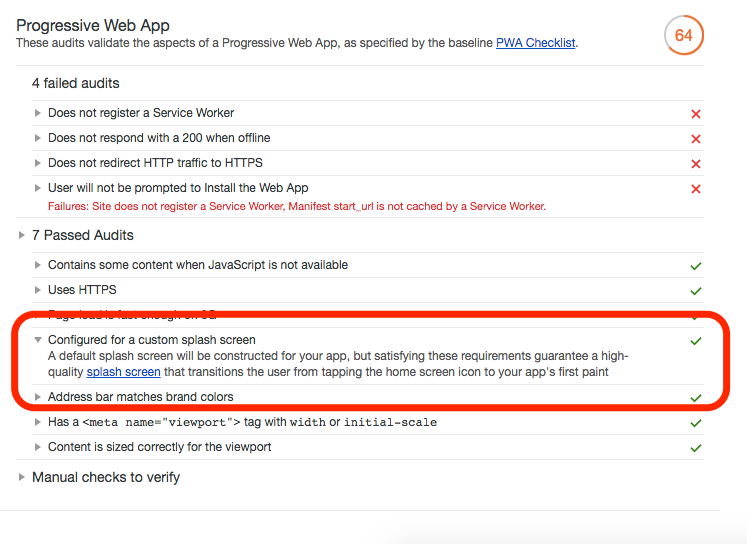 Progressive Web App
These audits validate the aspects of a Progressive Web App, as specified by the baseline PWA Checklist.
64
4 failed audits
Does not register a Service Worker
Does not respond with a 200 when offline
Does not redirect HTTP traffic to HTTPS
User will not be prompted to Install the Web App
Failures: Site does not register a Service Worker, Manifest start_url is not cached by a Service Worker.
7 Passed Audits
Contains some content when JavaScript is not available
Uses HTTPS
Page load is fast enough on 3G
Configured for a custom splash screen
A default splash screen will be constructed for your app, but satisfying these requirements guarantee a high-
quality splash screen that transitions the user from tapping the home screen icon to your app's first paint
Address bar matches brand colors
Has a <meta name="viewport"> tag with width or initial-scale
Content is sized correctly for the viewport
Manual checks to verify